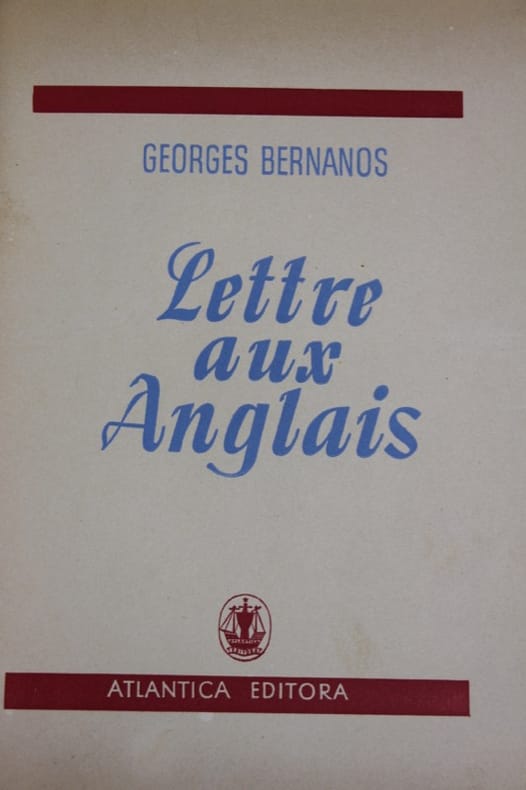 GEORGES BERNANOS
Lettre
aux
Anglais
ATLANTICA EDITORA